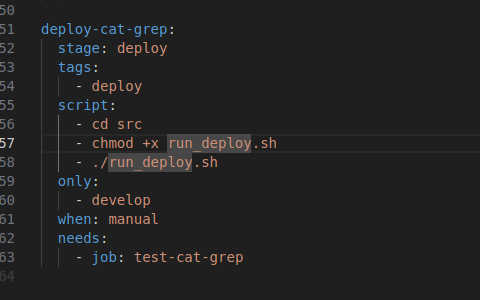 50
51 deploy-cat-grep:
52   stage: deploy
53   tags:
54     - deploy
55   script:
56     - cd src
57     - chmod +x run_deploy.sh
58     - ./run_deploy.sh
59   only:
60     - develop
61   when: manual
62   needs:
63     - job: test-cat-grep
64